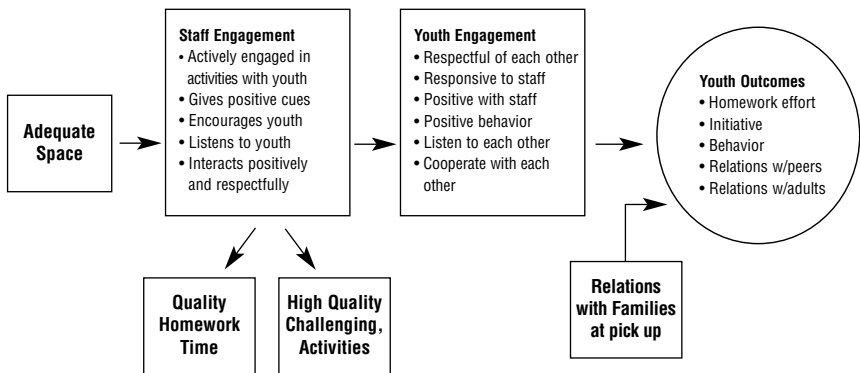 Adequate
Space
Staff Engagement
• Actively engaged in
activities with youth
• Gives positive cues
• Encourages youth
• Listens to youth
• Interacts positively
and respectfully
Youth Engagement
• Respectful of each other
• Responsive to staff
• Positive with staff
• Positive behavior
• Listen to each other
• Cooperate with each
other
Youth Outcomes
• Homework effort
• Initiative
• Behavior
• Relations w/peers
• Relations w/adults
Quality
Homework
Time
High Quality
Challenging,
Activities
Relations
with Families
at pick up